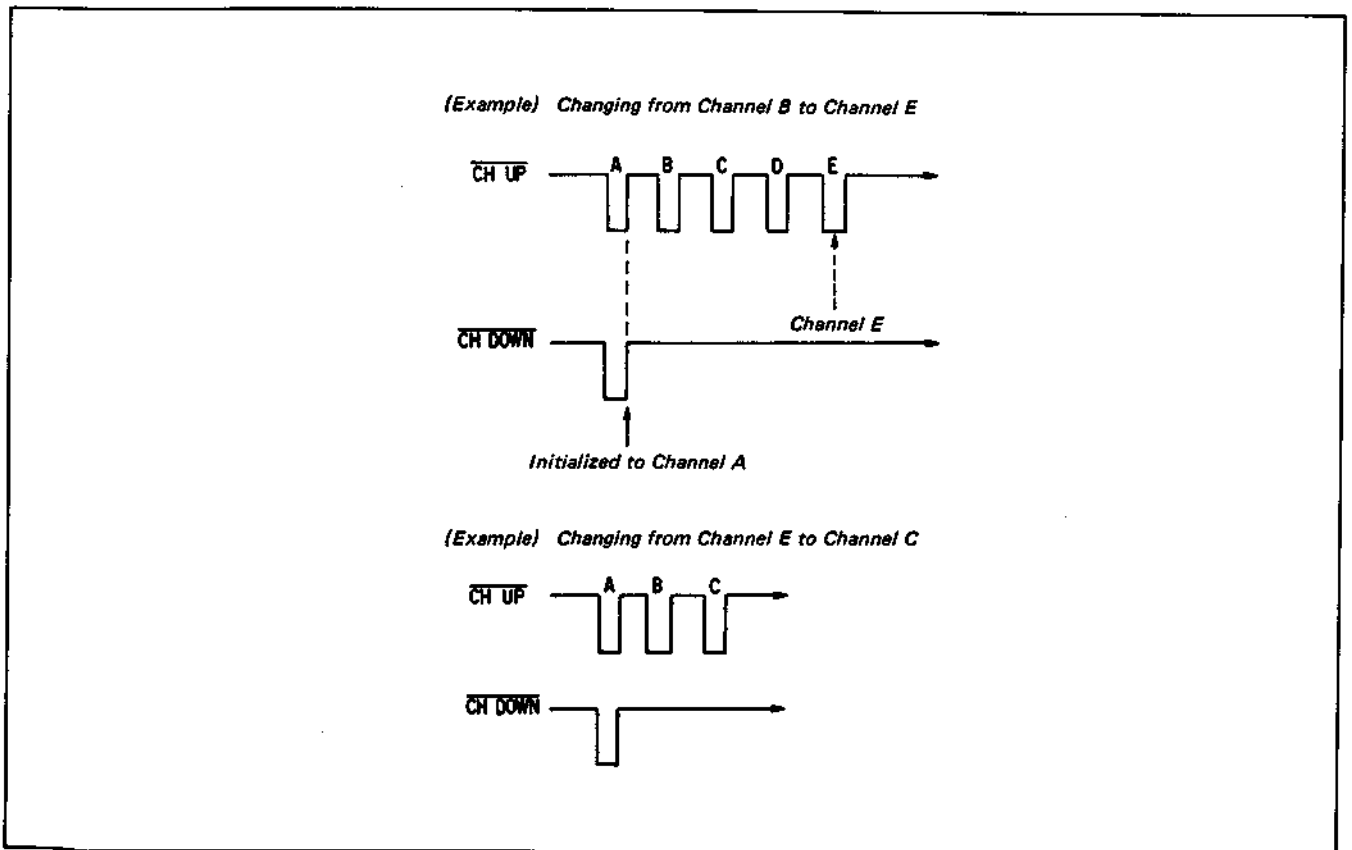 (Example) Changing from Channel B to Channel E
A B C D E
CH UP
Channel E
CH DOWN
Initialized to Channel A
(Example) Changing from Channel E to Channel C
A B C
CH UP
CH DOWN